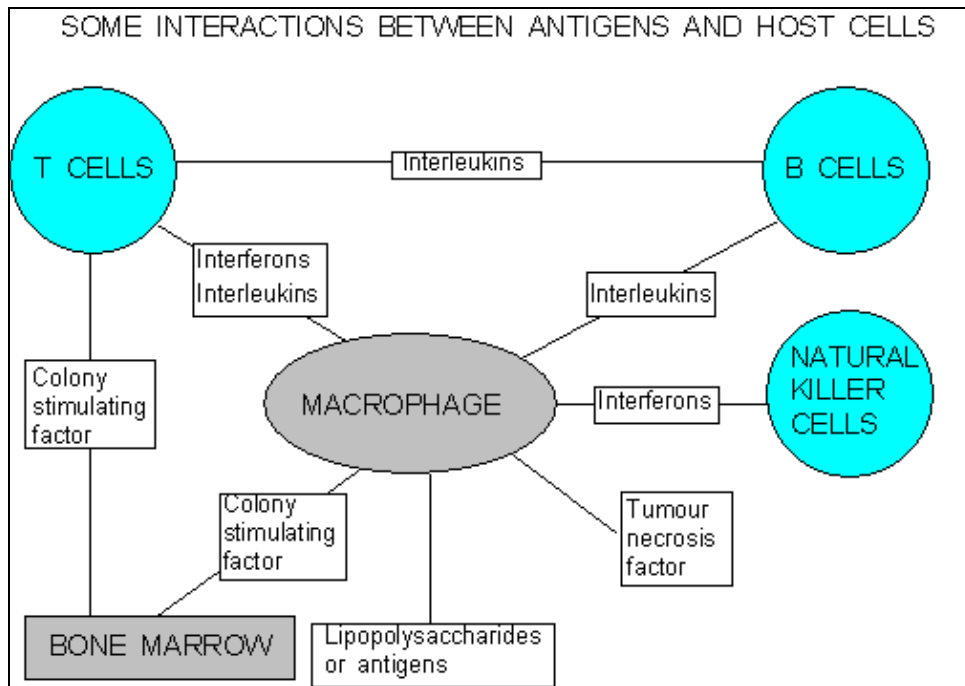 SOME INTERACTIONS BETWEEN ANTIGENS AND HOST CELLS
T CELLS
Interleukins
B CELLS
Interferons
Interleukins
Interleukins
Colony
stimulating
factor
MACROPHAGE
Interferons
NATURAL
KILLER
CELLS
Colony
stimulating
factor
Tumour
necrosis
factor
BONE MARROW
Lipopolysaccharides
or antigens